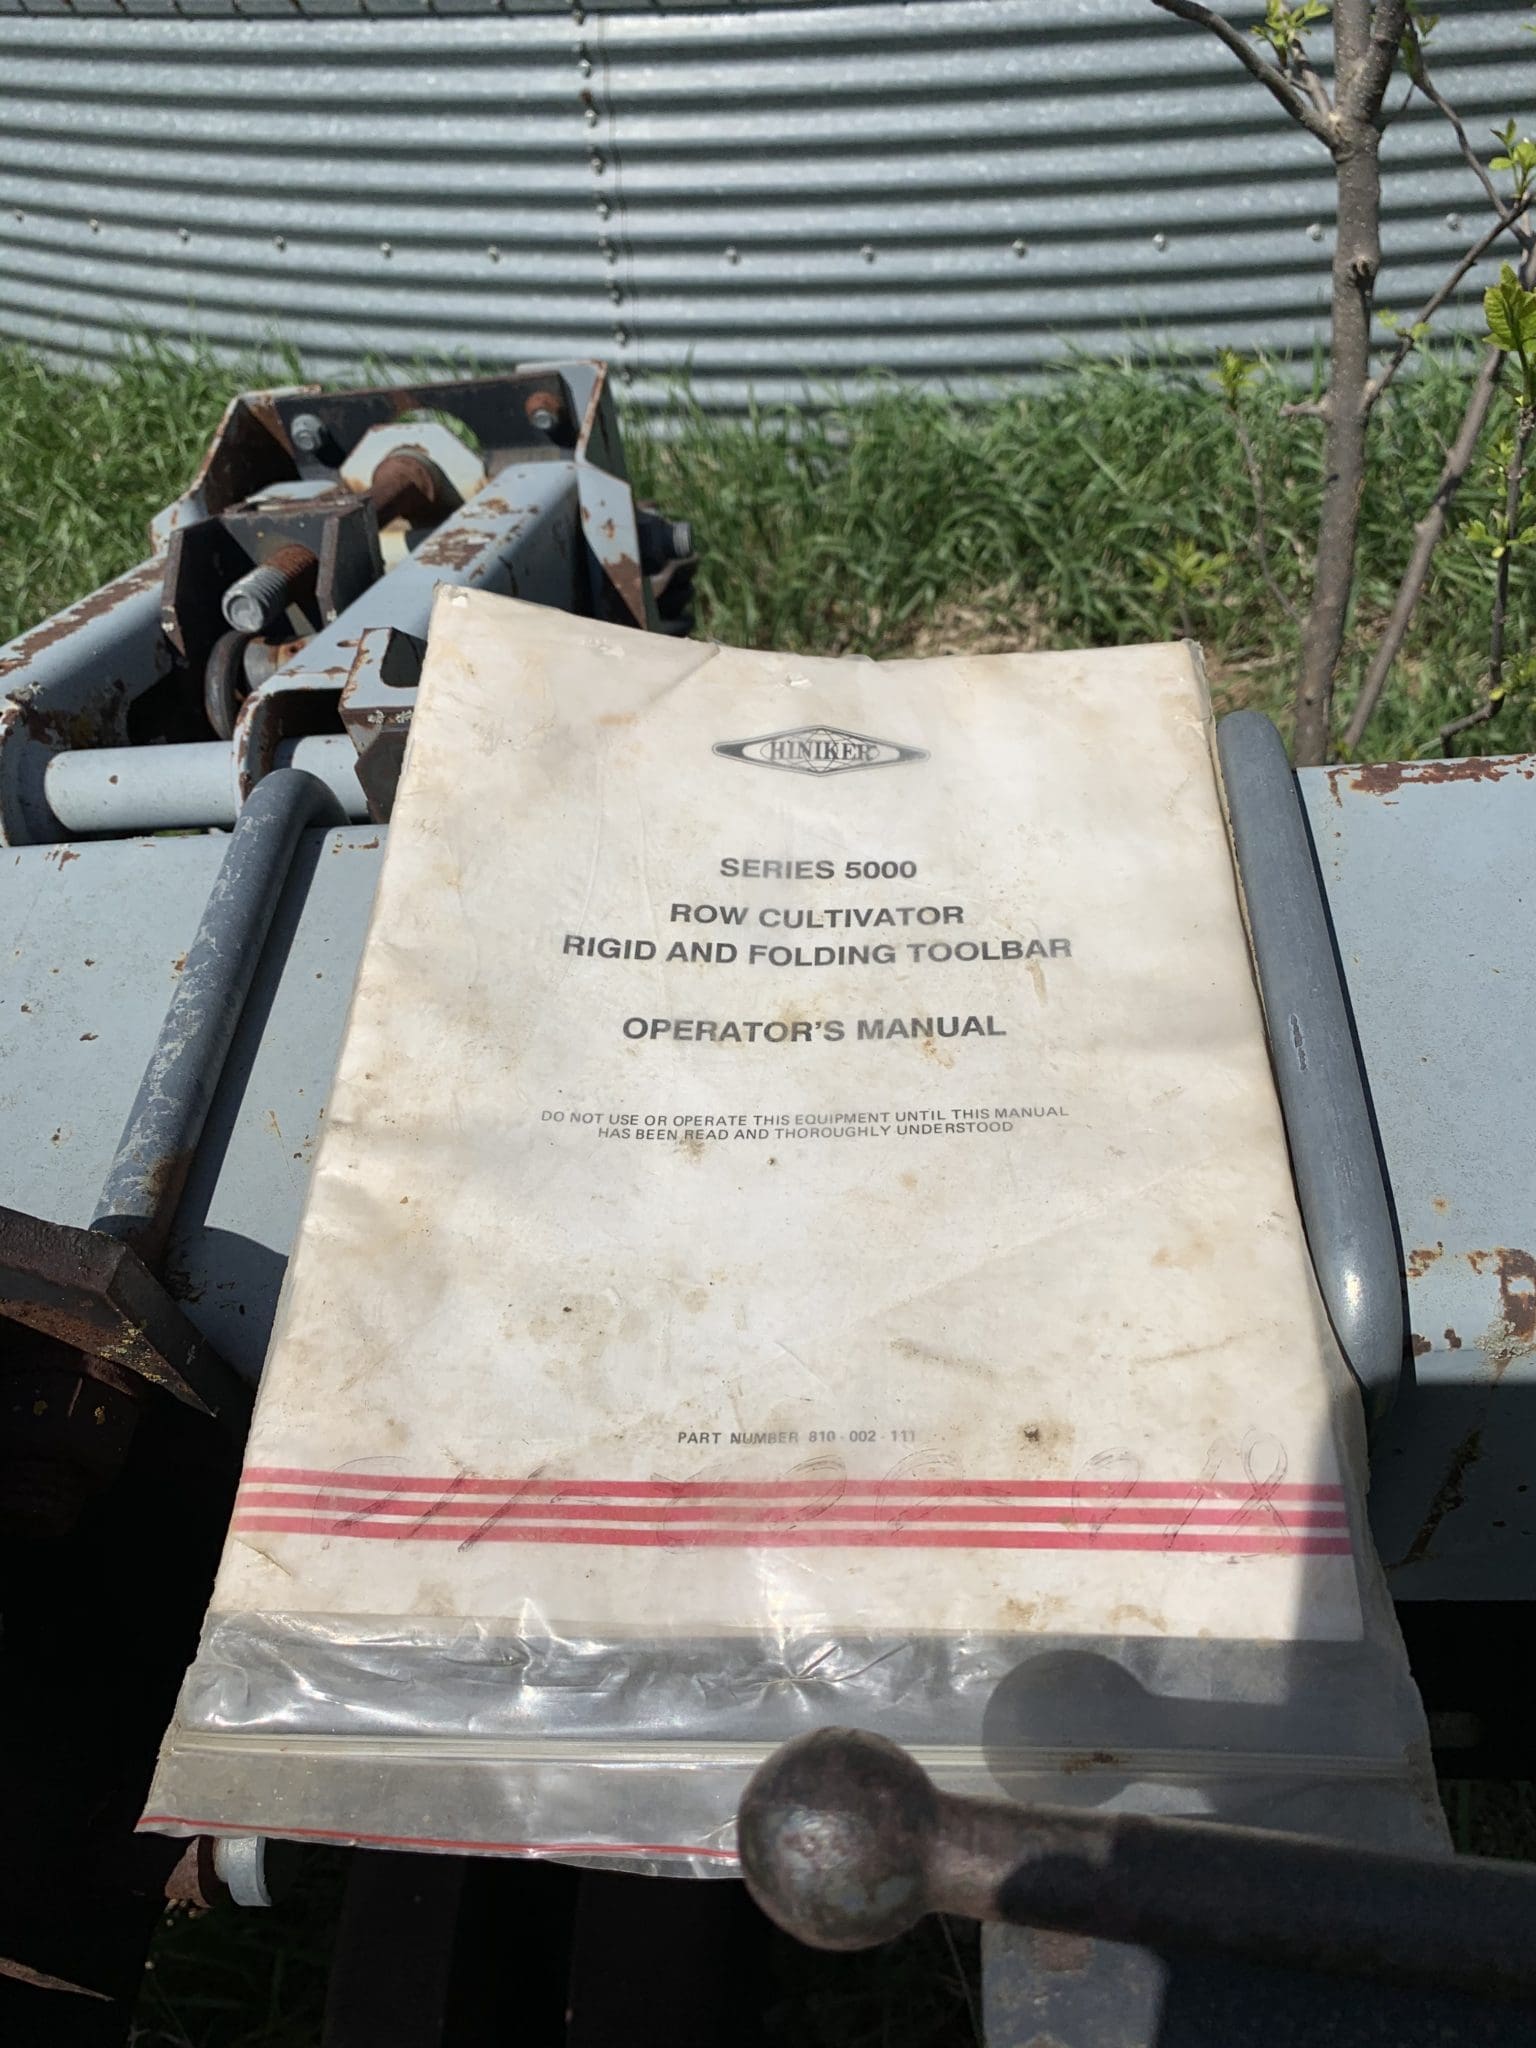 HINIKER
SERIES 5000
ROW CULTIVATOR
RIGID AND FOLDING TOOLBAR
OPERATOR'S MANUAL
DO NOT USE OR OPERATE THIS EQUIPMENT UNTIL THIS MANUAL
HAS BEEN READ AND THOROUGHLY UNDERSTOOD
PART NUMBER 810-002-111